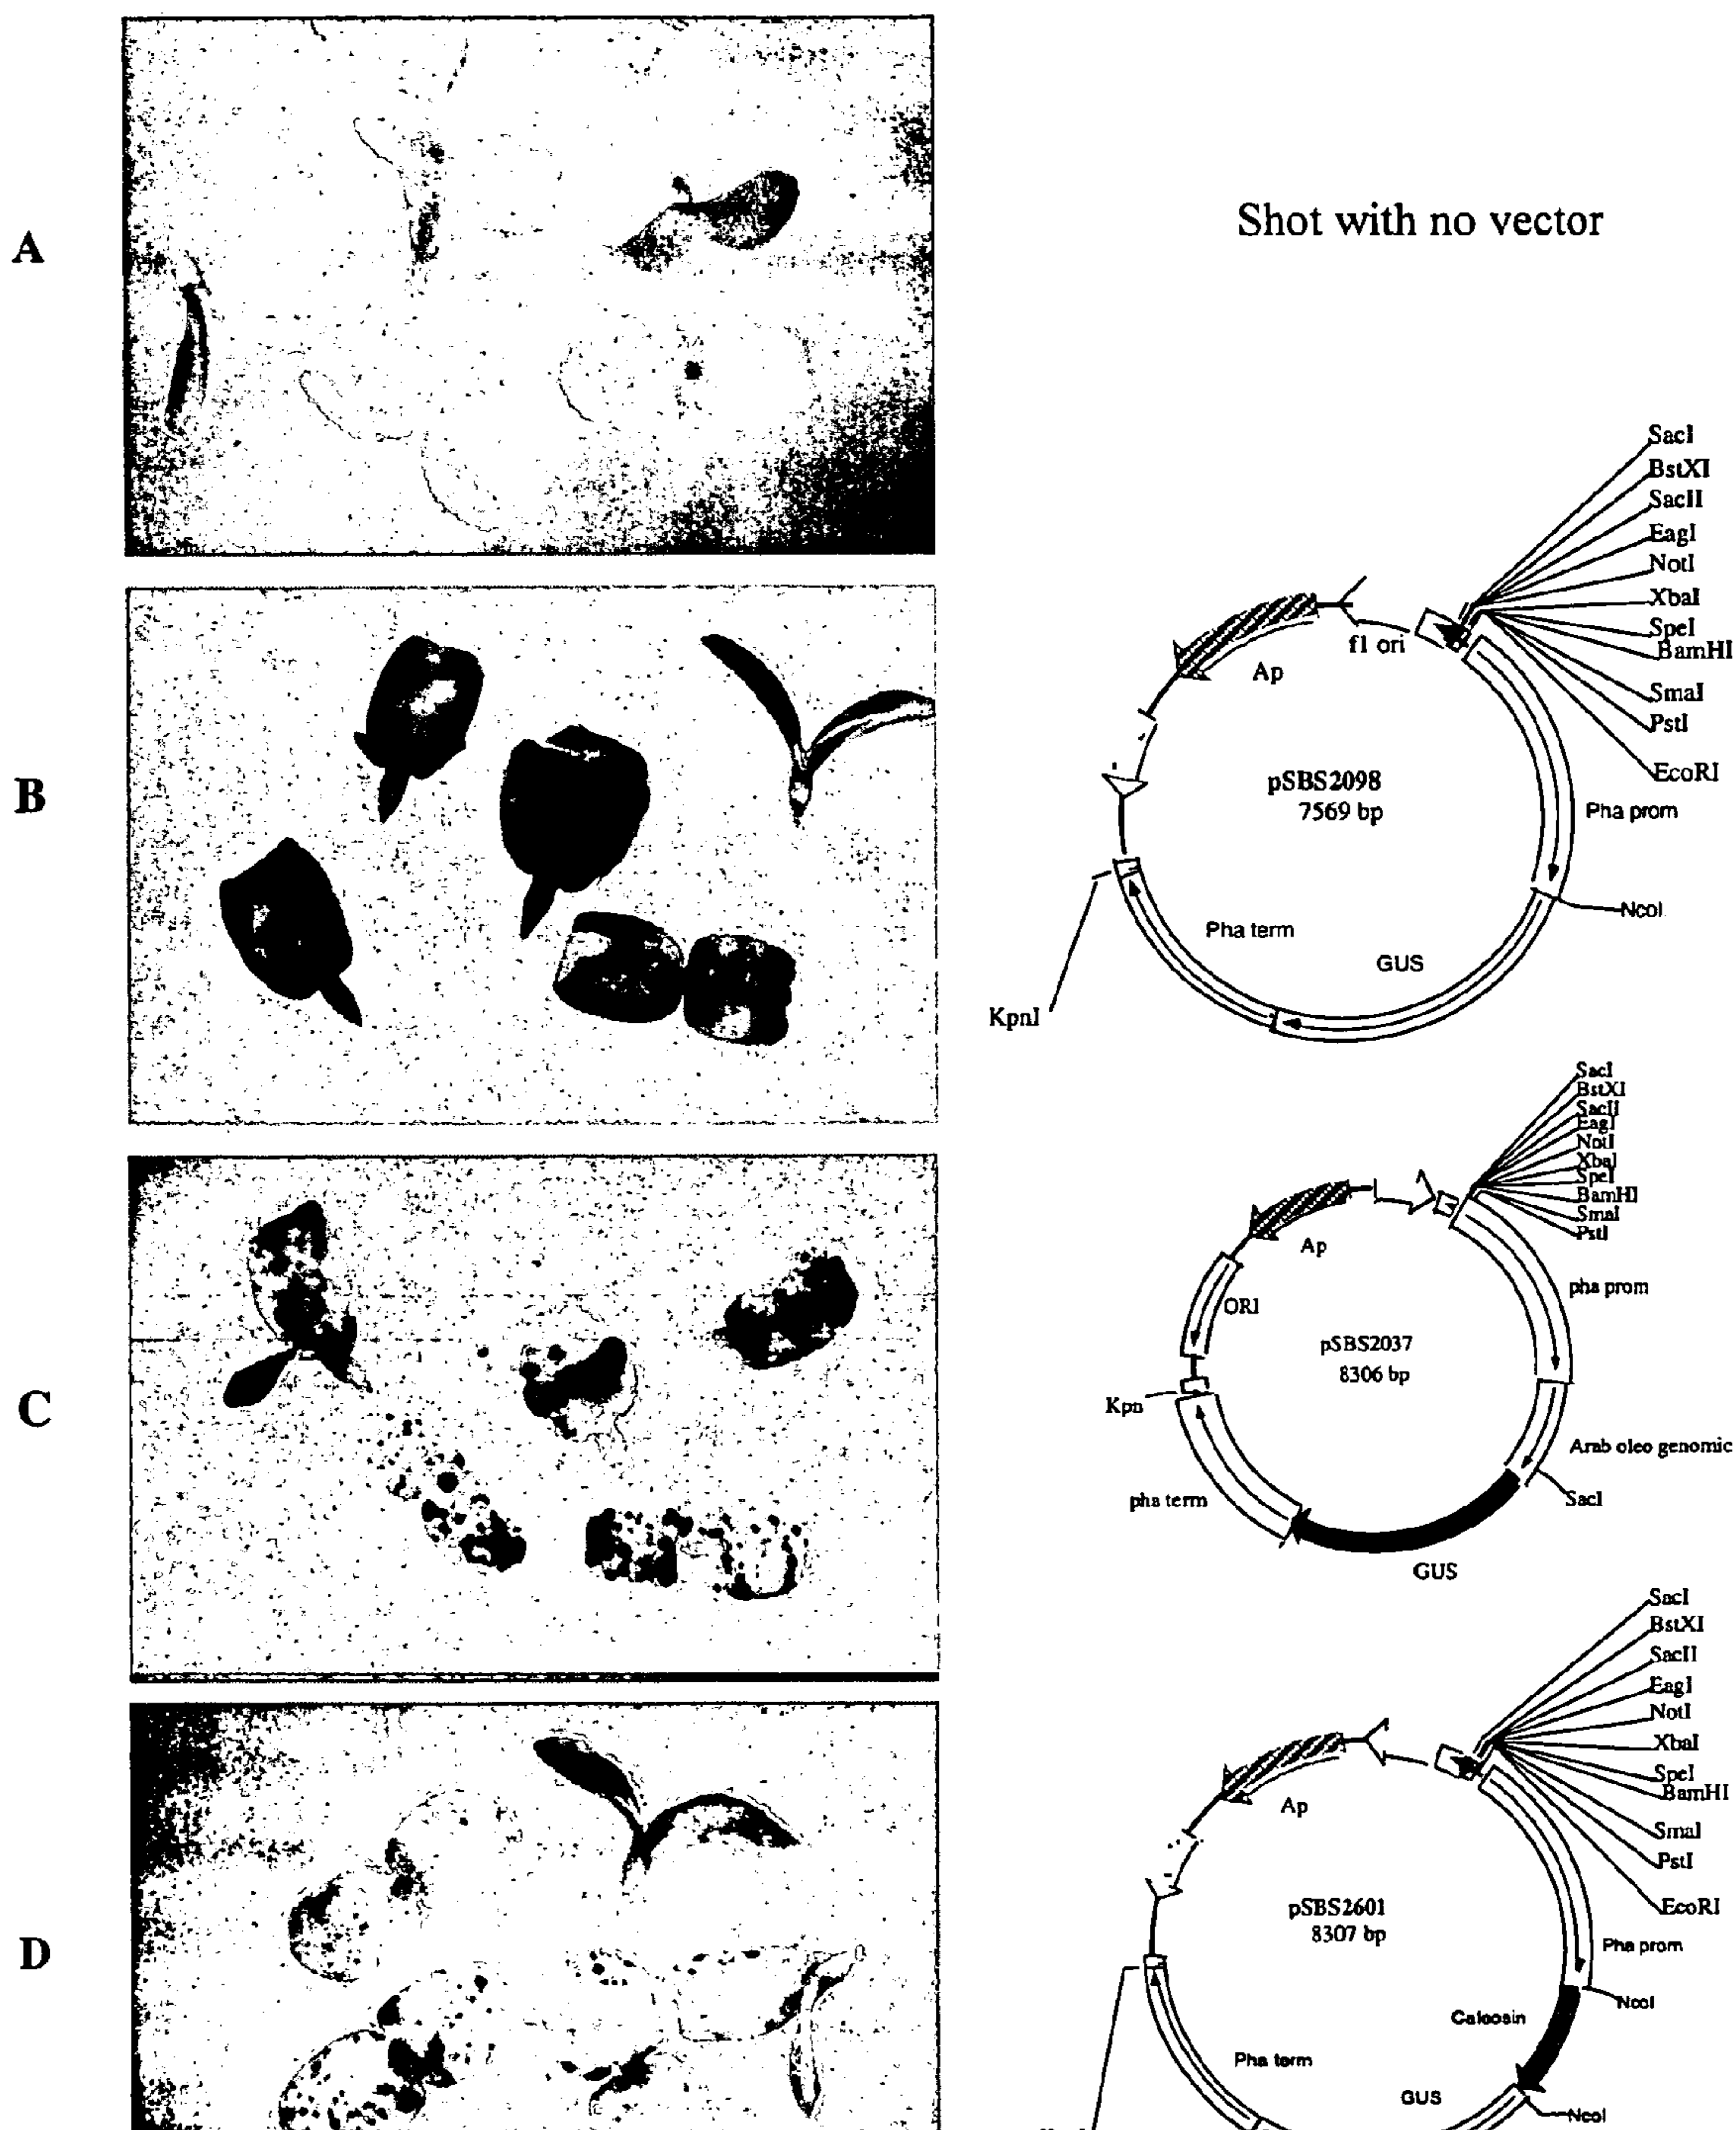 A
Shot with no vector
B
SacI
BstXI
SacII
EagI
NotI
XbaI
SpeI
BamHI
SmaI
PstI
EcoRI
f1 ori
Ap
pSBS2098
7569 bp
Pha prom
NcoI
Pha term
GUS
KpnI
C
SacI
BstXI
SacII
EagI
NotI
XbaI
SpeI
BamHI
SmaI
PstI
Ap
ORI
pha prom
pSBS2037
8306 bp
Kpn
Arab oleo genomic
SacI
pha term
GUS
D
SacI
BstXI
SacII
EagI
NotI
XbaI
SpeI
BamHI
SmaI
PstI
EcoRI
Ap
pSBS2601
8307 bp
Pha prom
NcoI
Caleosin
Pha term
GUS
NcoI